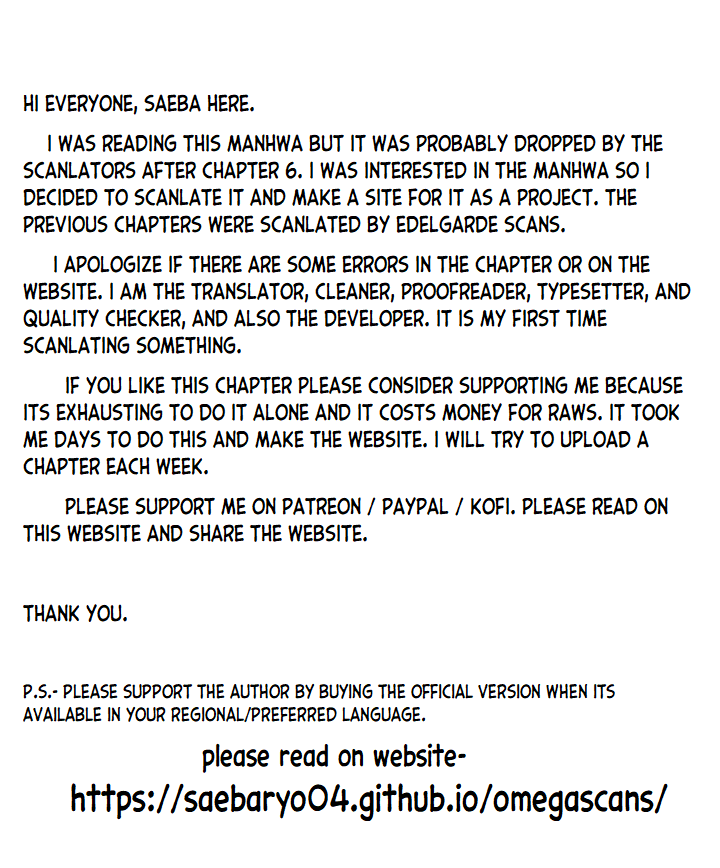 HI EVERYONE, SAEBA HERE.
I WAS READING THIS MANHWA BUT IT WAS PROBABLY DROPPED BY THE
SCANLATORS AFTER CHAPTER 6. I WAS INTERESTED IN THE MANHWA SO I
DECIDED TO SCANLATE IT AND MAKE A SITE FOR IT AS A PROJECT. THE
PREVIOUS CHAPTERS WERE SCANLATED BY EDELGARDE SCANS.
I APOLOGIZE IF THERE ARE SOME ERRORS IN THE CHAPTER OR ON THE
WEBSITE. I AM THE TRANSLATOR, CLEANER, PROOFREADER, TYPESETTER, AND
QUALITY CHECKER, AND ALSO THE DEVELOPER. IT IS MY FIRST TIME
SCANLATING SOMETHING.
IF YOU LIKE THIS CHAPTER PLEASE CONSIDER SUPPORTING ME BECAUSE
ITS EXHAUSTING TO DO IT ALONE AND IT COSTS MONEY FOR RAWS. IT TOOK
ME DAYS TO DO THIS AND MAKE THE WEBSITE. I WILL TRY TO UPLOAD A
CHAPTER EACH WEEK.
PLEASE SUPPORT ME ON PATREON / PAYPAL / KOFI. PLEASE READ ON
THIS WEBSITE AND SHARE THE WEBSITE.
THANK YOU.
P.S.- PLEASE SUPPORT THE AUTHOR BY BUYING THE OFFICIAL VERSION WHEN ITS
AVAILABLE IN YOUR REGIONAL/PREFERRED LANGUAGE.
please read on website-
https://saebaryo04.github.io/omegascans/